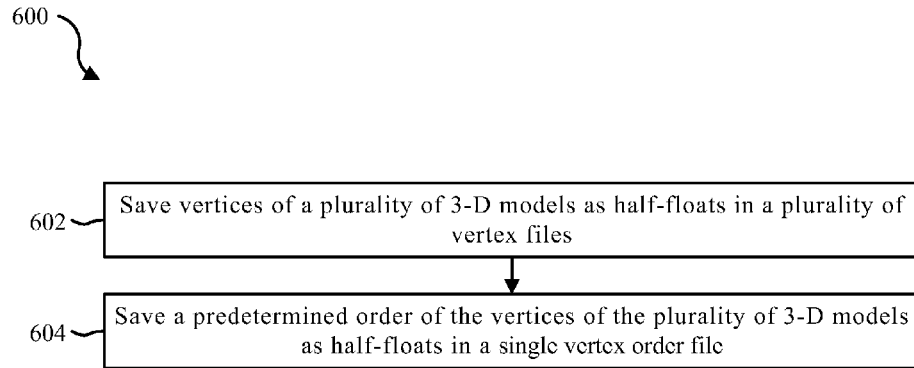 600
602
Save vertices of a plurality of 3-D models as half-floats in a plurality of
vertex files
604
Save a predetermined order of the vertices of the plurality of 3-D models
as half-floats in a single vertex order file